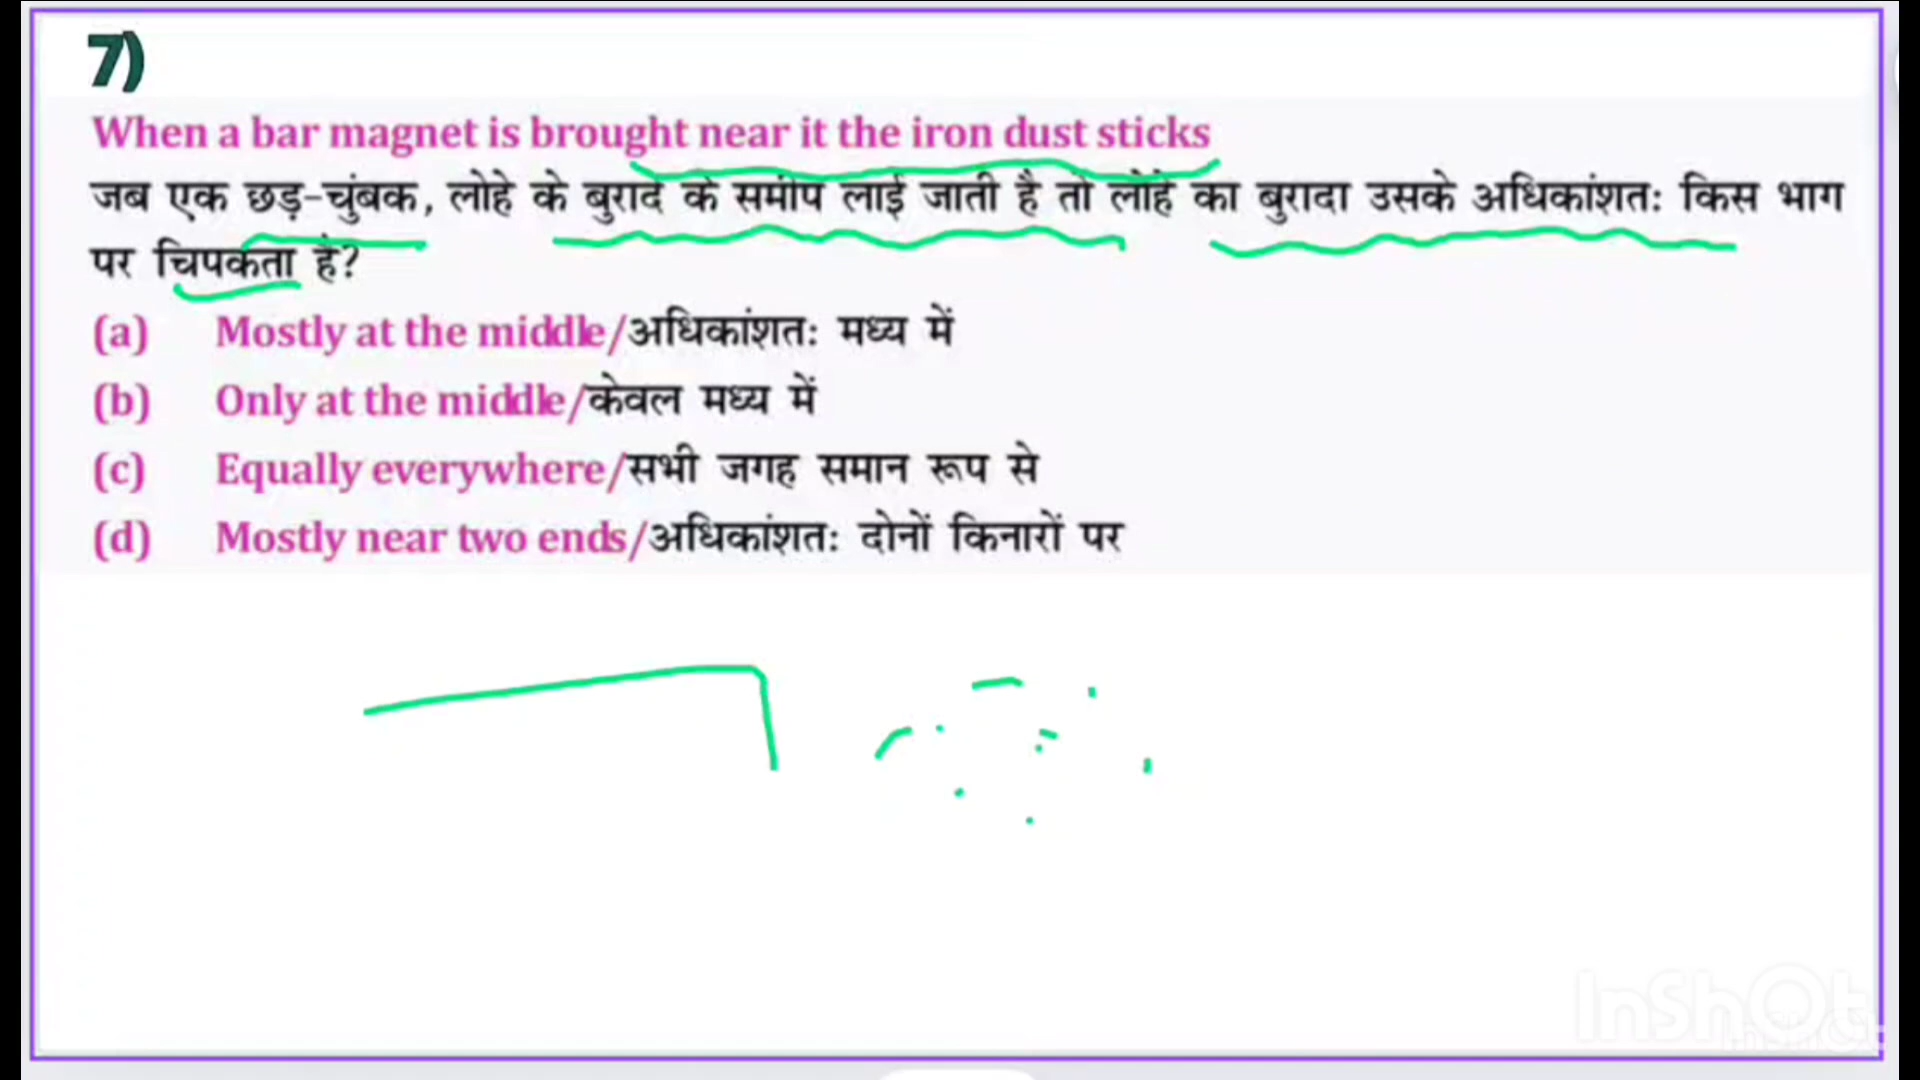 7)
When a bar magnet is brought near it the iron dust sticks
जब एक छड़-चुंबक, लोहे के बुरादे के समीप लाई जाती है तो लोहे का बुरादा उसके अधिकांशतः किस भाग
पर चिपकता है?
(a) Mostly at the middle/अधिकांशतः मध्य में
(b) Only at the middle/केवल मध्य में
(c) Equally everywhere/सभी जगह समान रूप से
(d) Mostly near two ends/अधिकांशतः दोनों किनारों पर
InShOt
InShOt